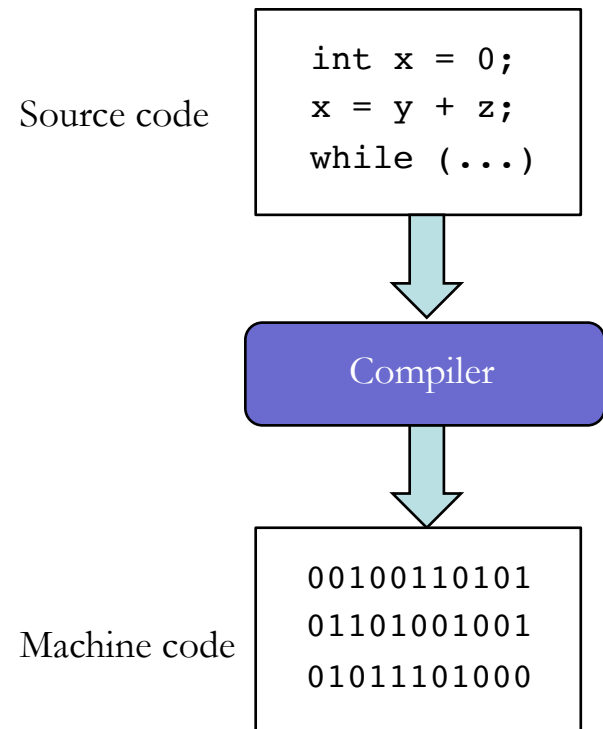 int x = 0;
x = y + z;
while (...)
Source code
Compiler
00100110101
01101001001
01011101000
Machine code